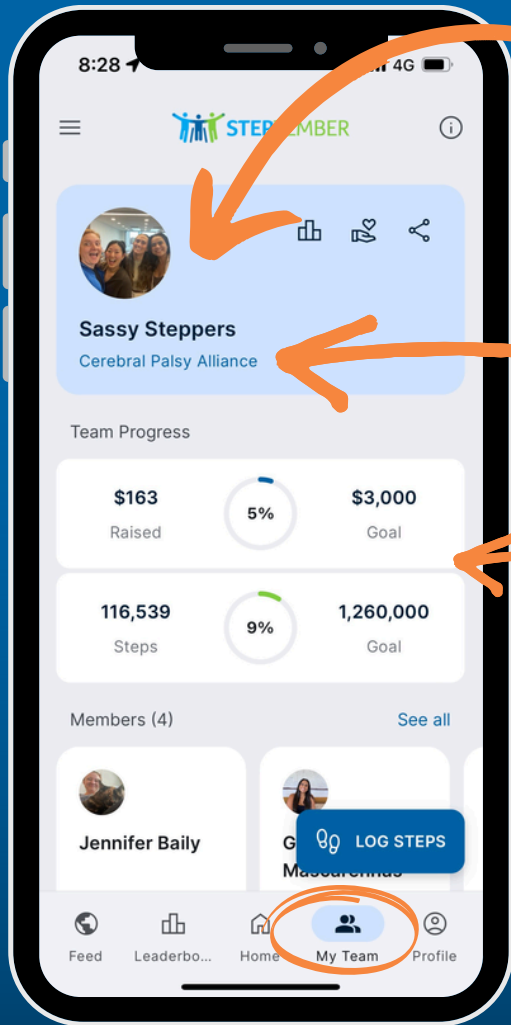 8:28 4G
STEP MBER
Sassy Steppers
Cerebral Palsy Alliance
Team Progress
$163 5% $3,000
Raised Goal
116,539 9% 1,260,000
Steps Goal
Members (4) See all
Jennifer Baily G
LOG STEPS
Feed Leaderbo... Home My Team Profile